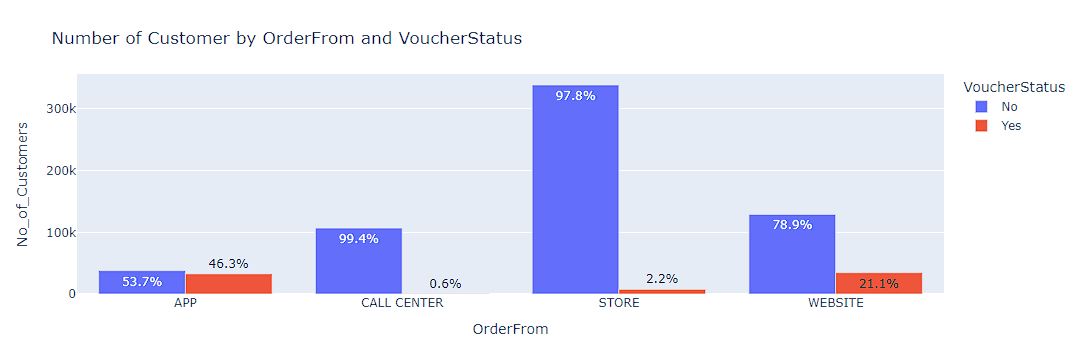 Number of Customer by OrderFrom and VoucherStatus
VoucherStatus
No
Yes
No_of_Customers
300k
200k
100k
0
53.7%
46.3%
99.4%
0.6%
97.8%
2.2%
78.9%
21.1%
APP
CALL CENTER
STORE
WEBSITE
OrderFrom